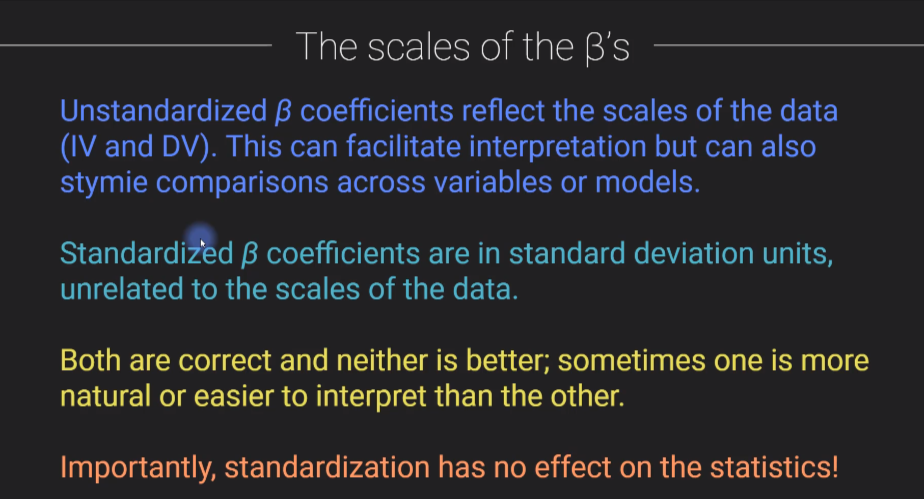 The scales of the β's
Unstandardized β coefficients reflect the scales of the data
(IV and DV). This can facilitate interpretation but can also
stymie comparisons across variables or models.
Standardized β coefficients are in standard deviation units,
unrelated to the scales of the data.
Both are correct and neither is better; sometimes one is more
natural or easier to interpret than the other.
Importantly, standardization has no effect on the statistics!